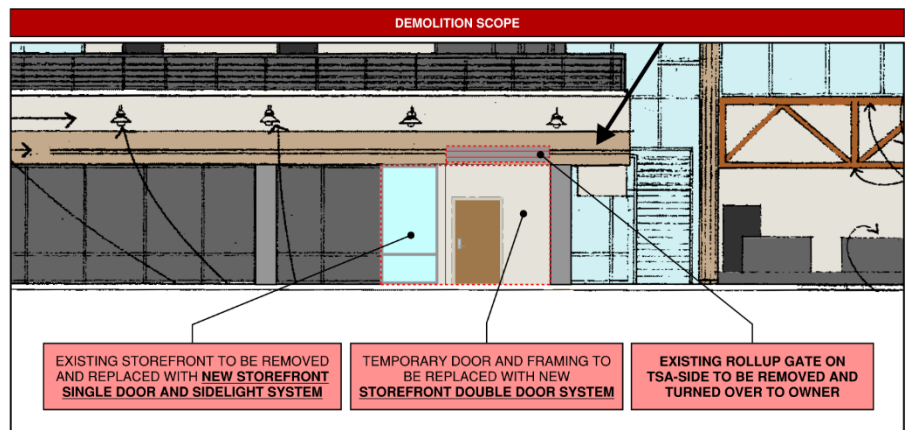 DEMOLITION SCOPE
EXISTING STOREFRONT TO BE REMOVED
AND REPLACED WITH NEW STOREFRONT
SINGLE DOOR AND SIDELIGHT SYSTEM
TEMPORARY DOOR AND FRAMING TO
BE REPLACED WITH NEW
STOREFRONT DOUBLE DOOR SYSTEM
EXISTING ROLLUP GATE ON
TSA-SIDE TO BE REMOVED AND
TURNED OVER TO OWNER